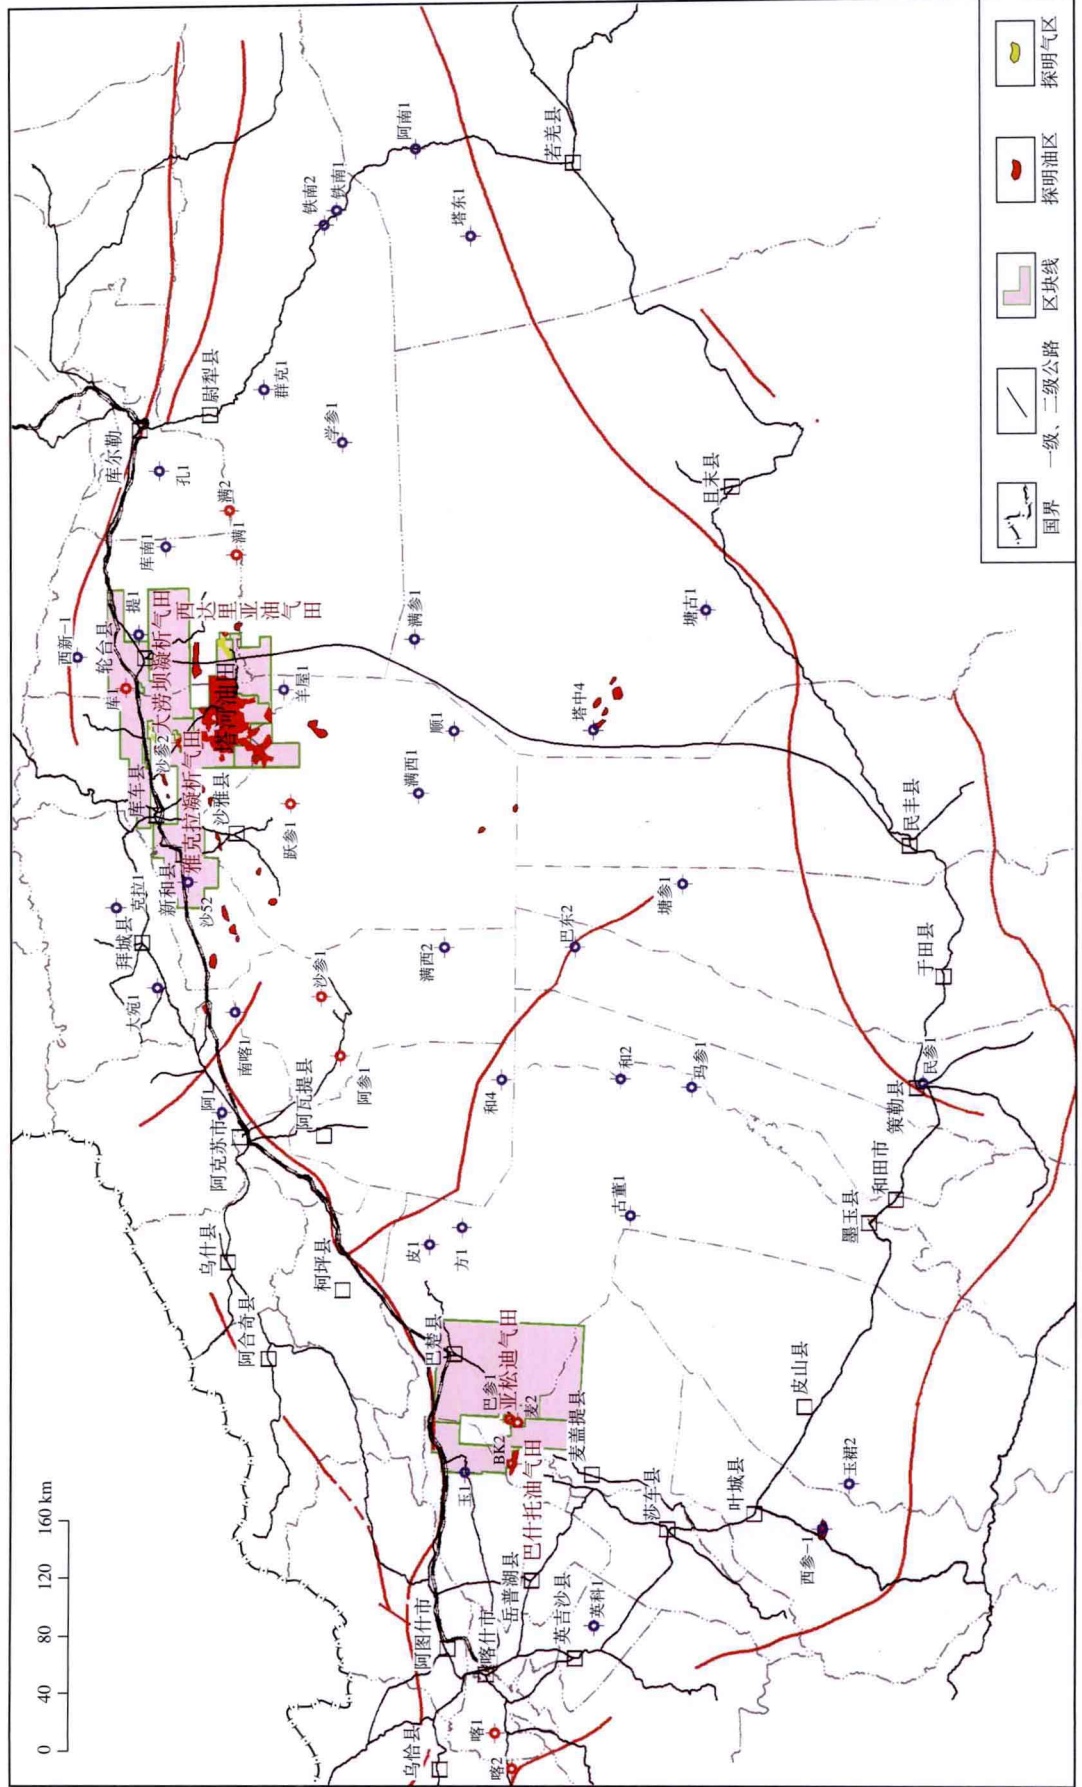 0 40 80 120 160 km
乌恰县
喀2
喀1
阿图什市
喀什市
英吉沙县
英科1
岳普湖县
巴什托油气田
莎车县
叶城县
西参-1
玉裙2
皮山县
玉1
BK2
麦盖提县
麦2
亚松迪气田
巴参1
巴楚县
阿合奇县
乌什县
柯坪县
皮1
方1
古董1
墨玉县
和田市
策勒县
民参1
阿克苏市
阿1
阿瓦提县
阿参1
沙参1
南喀1
和4
和2
玛参1
大宛1
拜城县
克拉1
新和县
沙52
满西2
巴东2
塘参1
于田县
民丰县
库车县
沙参2
雅克拉凝析气田
沙雅县
跃参1
满西1
顺1
塔中4
库1
轮台县
西新-1
提1
大涝坝凝析气田
西达里亚油气田
塔河油田
羊屋1
满参1
塘古1
库南1
满1
满2
孔1
库尔勒
尉犁县
群克1
学参1
且末县
铁南2
铁南1
阿南1
塔东1
若羌县
国界
一级、二级公路
区块线
探明油区
探明气区